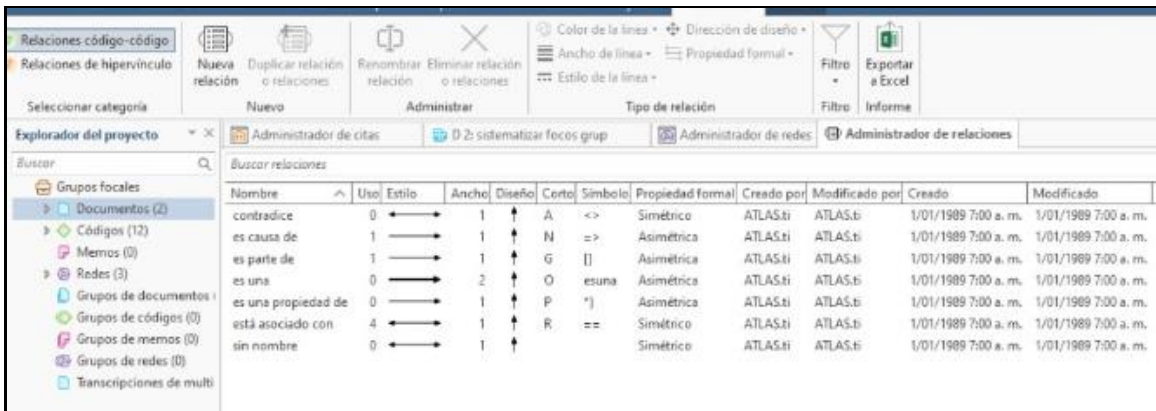 Relaciones código-código
Relaciones de hipervínculo
Seleccionar categoría
Nueva relación
Duplicar relación o relaciones
Nuevo
Renombrar relación
Eliminar relación o relaciones
Administrar
Color de la línea
Dirección de diseño
Ancho de línea
Propiedad formal
Estilo de la línea
Tipo de relación
Filtro
Filtro
Exportar a Excel
Informe
Explorador del proyecto
Administrador de citas
D 2: sistematizar focos grup
Administrador de redes
Administrador de relaciones
Buscar
Buscar relaciones
Grupos focales
Documentos (2)
Códigos (12)
Memos (0)
Redes (3)
Grupos de documentos (
Grupos de códigos (0)
Grupos de memos (0)
Grupos de redes (0)
Transcripciones de multi
Nombre Uso Estilo Ancho Diseño Corto Símbolo Propiedad formal Creado por Modificado por Creado Modificado
contradice 0 1 A <> Simétrico ATLAS.ti ATLAS.ti 1/01/1989 7:00 a. m. 1/01/1989 7:00 a. m.
es causa de 1 1 N => Asimétrica ATLAS.ti ATLAS.ti 1/01/1989 7:00 a. m. 1/01/1989 7:00 a. m.
es parte de 1 1 G [] Asimétrica ATLAS.ti ATLAS.ti 1/01/1989 7:00 a. m. 1/01/1989 7:00 a. m.
es una 0 2 O esuna Asimétrica ATLAS.ti ATLAS.ti 1/01/1989 7:00 a. m. 1/01/1989 7:00 a. m.
es una propiedad de 0 1 P *} Asimétrica ATLAS.ti ATLAS.ti 1/01/1989 7:00 a. m. 1/01/1989 7:00 a. m.
está asociado con 4 1 R == Simétrico ATLAS.ti ATLAS.ti 1/01/1989 7:00 a. m. 1/01/1989 7:00 a. m.
sin nombre 0 1 Simétrico ATLAS.ti ATLAS.ti 1/01/1989 7:00 a. m. 1/01/1989 7:00 a. m.